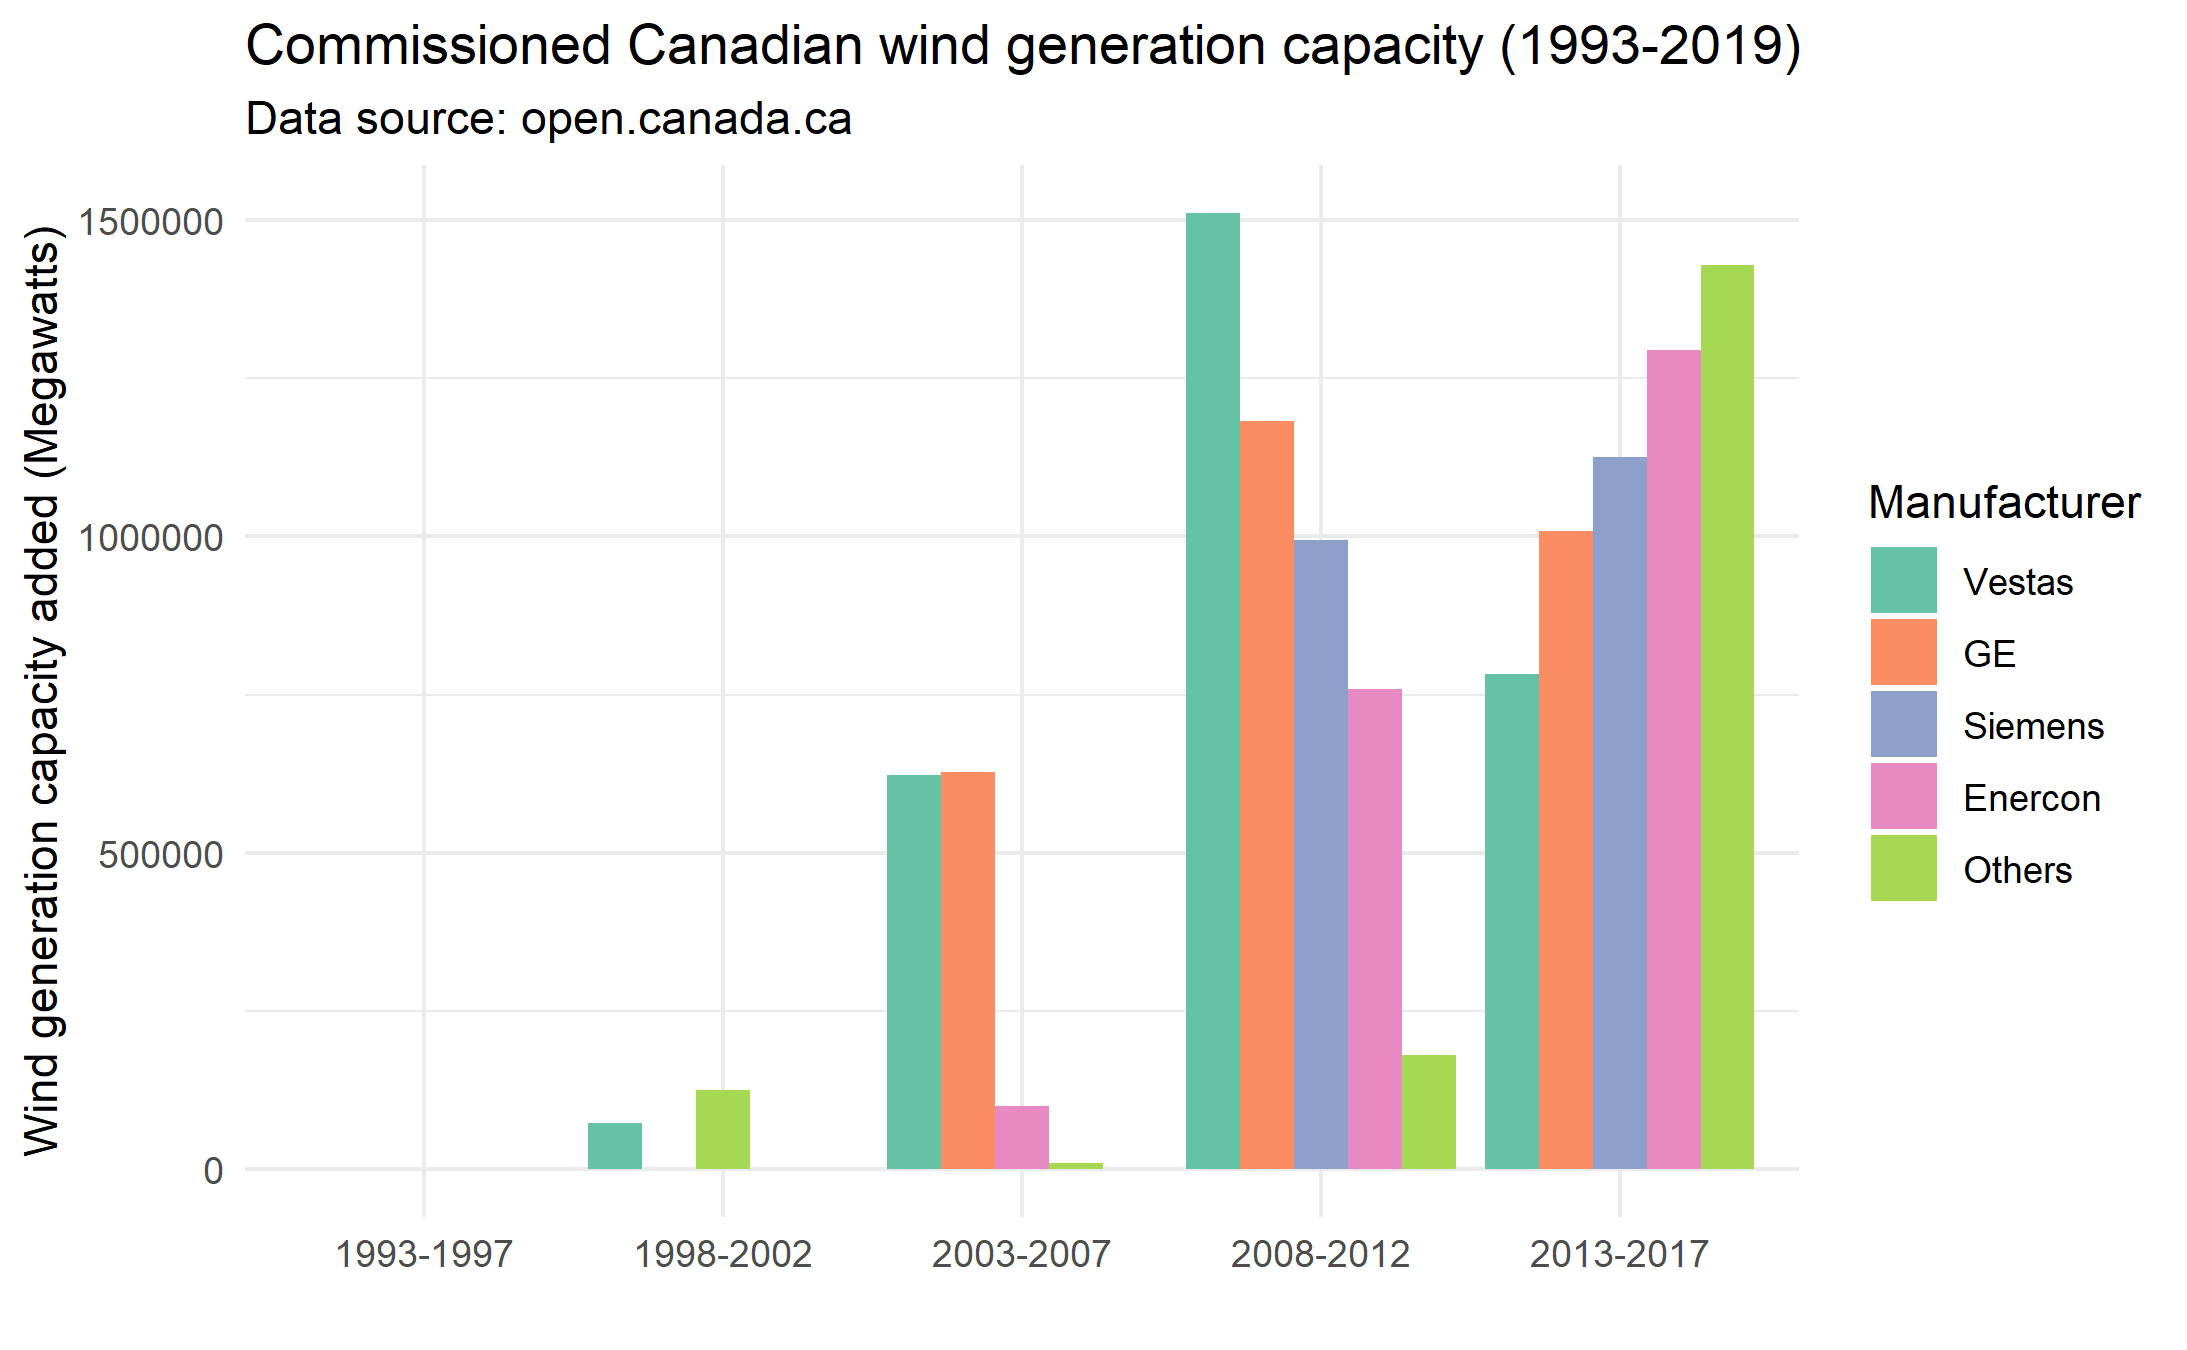 Commissioned Canadian wind generation capacity (1993-2019)
Data source: open.canada.ca
Wind generation capacity added (Megawatts)
1500000
1000000
500000
0
1993-1997
1998-2002
2003-2007
2008-2012
2013-2017
Manufacturer
Vestas
GE
Siemens
Enercon
Others